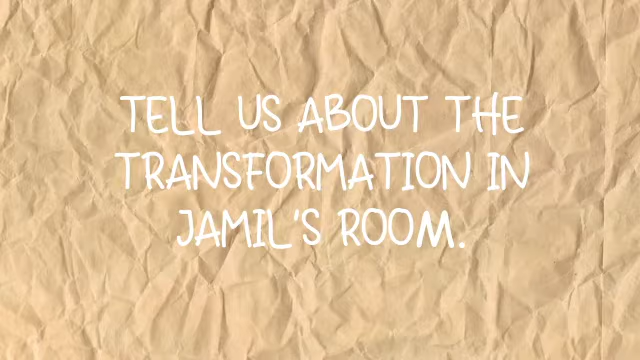 TELL US ABOUT THE
TRANSFORMATION IN
JAMIL'S ROOM.